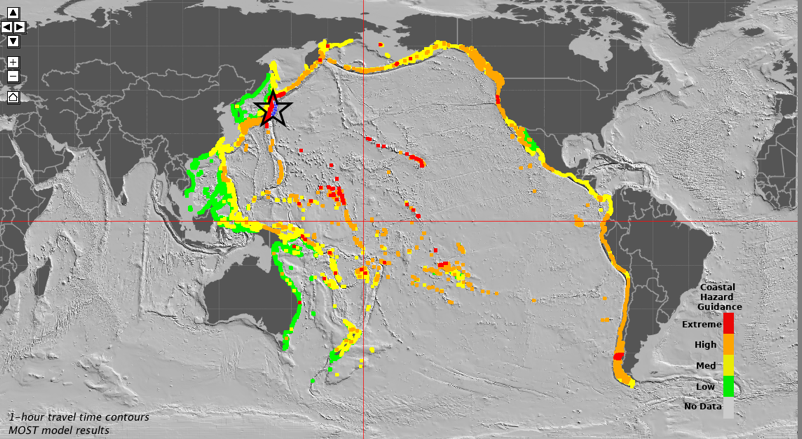 Coastal
Hazard
Guidance
Extreme
High
Med
Low
No Data
1-hour travel time contours
MOST model results